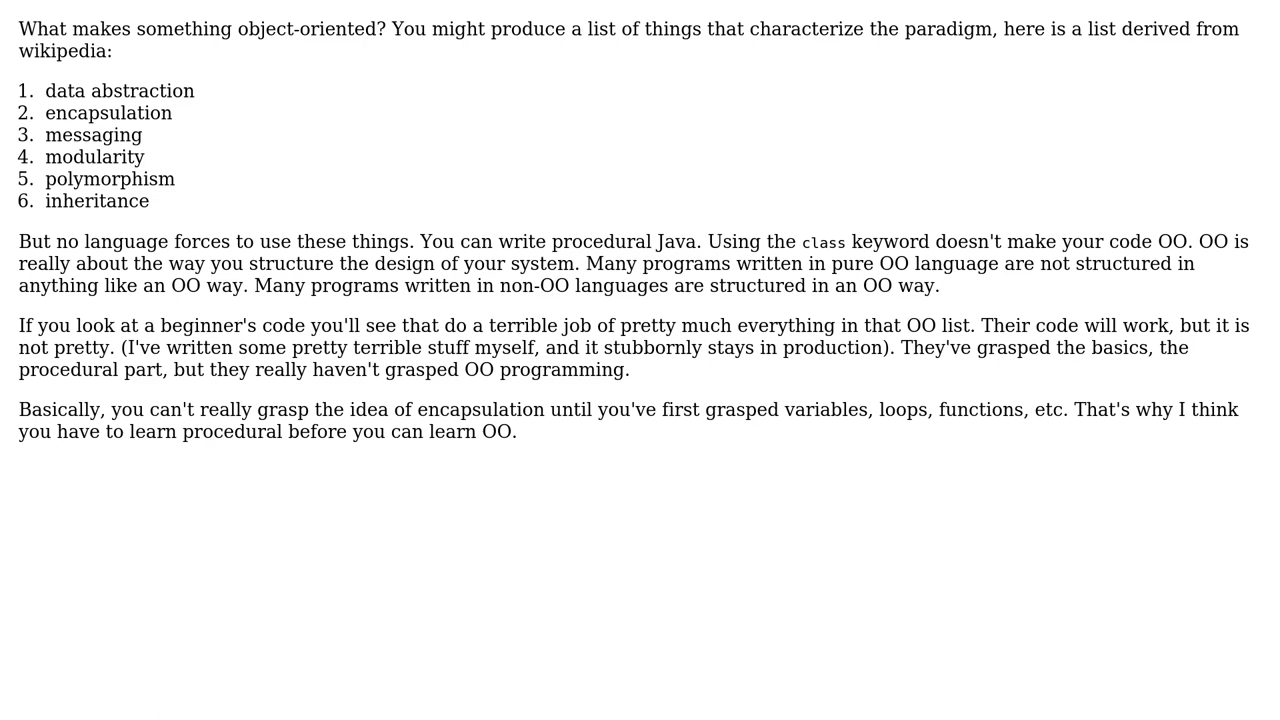 What makes something object-oriented? You might produce a list of things that characterize the paradigm, here is a list derived from
wikipedia:
1. data abstraction
2. encapsulation
3. messaging
4. modularity
5. polymorphism
6. inheritance
But no language forces to use these things. You can write procedural Java. Using the class keyword doesn't make your code OO. OO is
really about the way you structure the design of your system. Many programs written in pure OO language are not structured in
anything like an OO way. Many programs written in non-OO languages are structured in an OO way.
If you look at a beginner's code you'll see that do a terrible job of pretty much everything in that OO list. Their code will work, but it is
not pretty. (I've written some pretty terrible stuff myself, and it stubbornly stays in production). They've grasped the basics, the
procedural part, but they really haven't grasped OO programming.
Basically, you can't really grasp the idea of encapsulation until you've first grasped variables, loops, functions, etc. That's why I think
you have to learn procedural before you can learn OO.